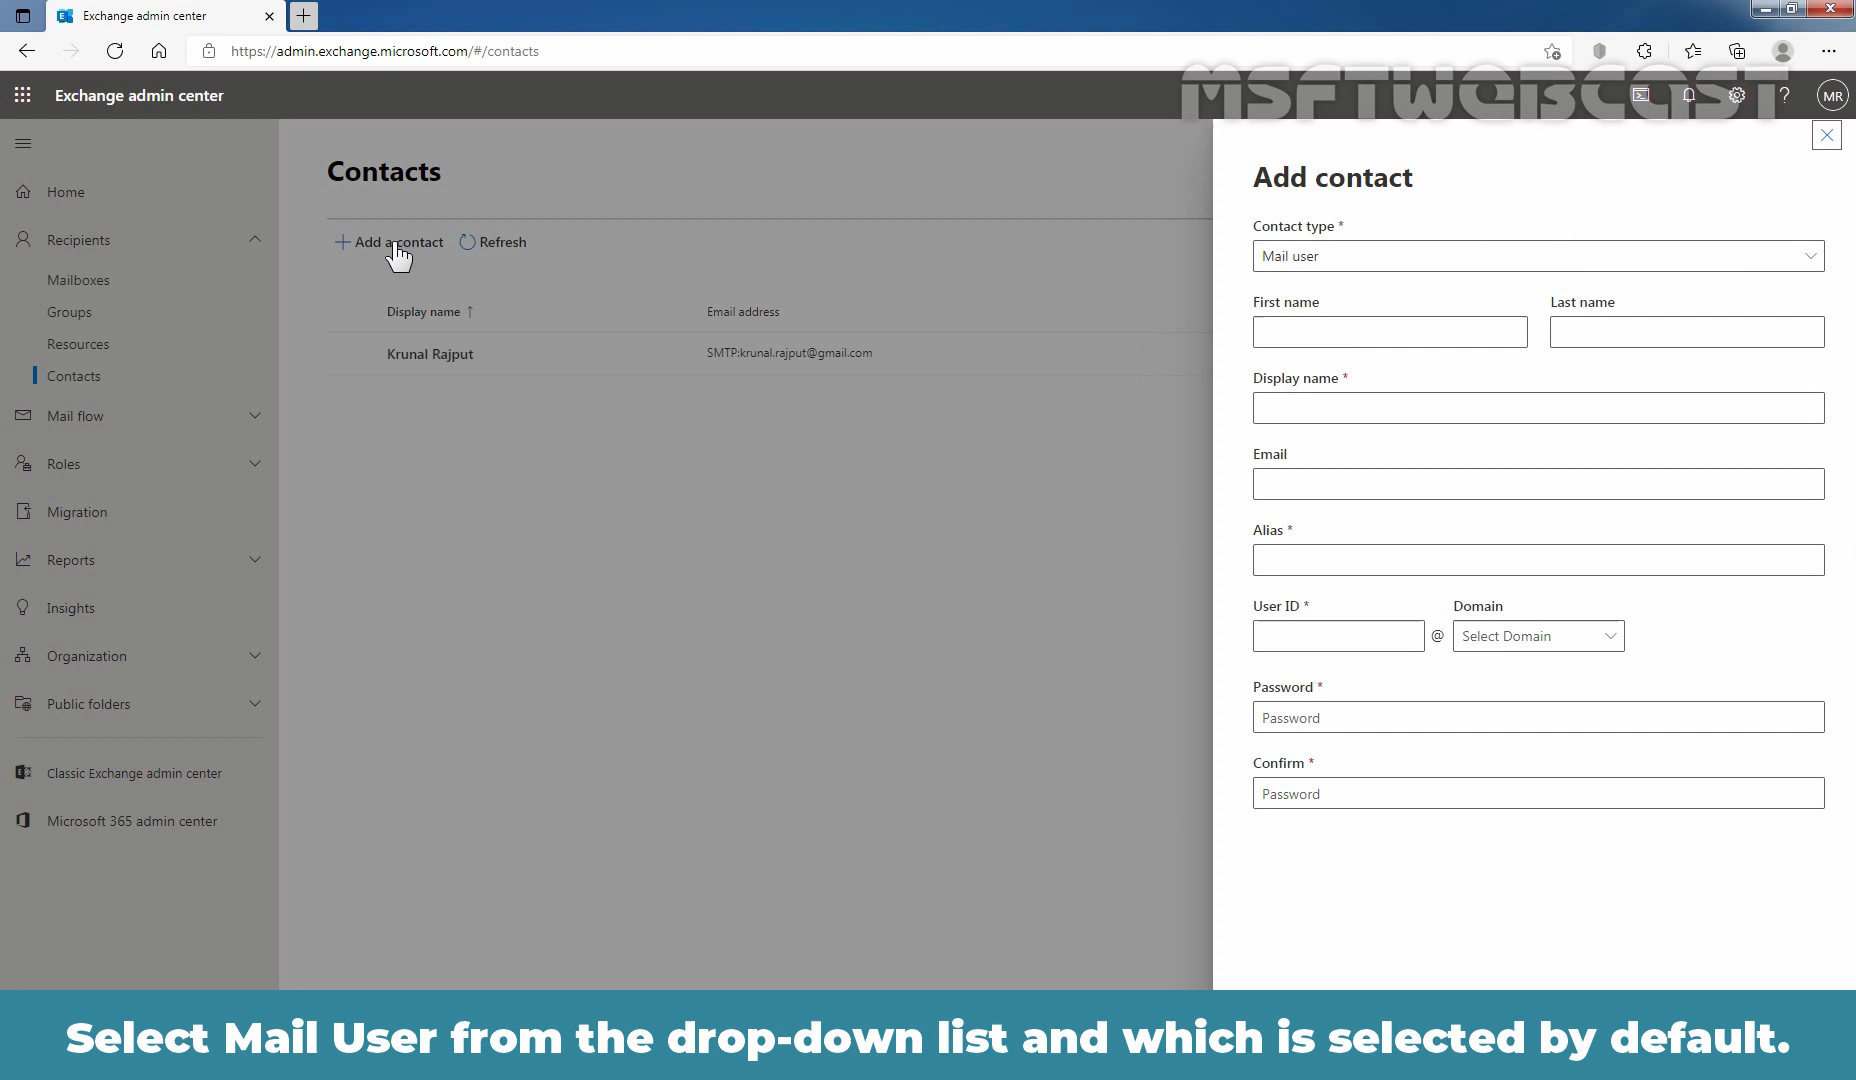 Exchange admin center
https://admin.exchange.microsoft.com/#/contacts
MSFTWEBCAST
Exchange admin center
MR
Home
Recipients
Mailboxes
Groups
Resources
Contacts
Mail flow
Roles
Migration
Reports
Insights
Organization
Public folders
Classic Exchange admin center
Microsoft 365 admin center
Contacts
Add a contact
Refresh
Display name ↑
Email address
Krunal Rajput
SMTP:krunal.rajput@gmail.com
Add contact
Contact type *
Mail user
First name
Last name
Display name *
Email
Alias *
User ID *
Domain
@
Select Domain
Password *
Password
Confirm *
Password
Select Mail User from the drop-down list and which is selected by default.